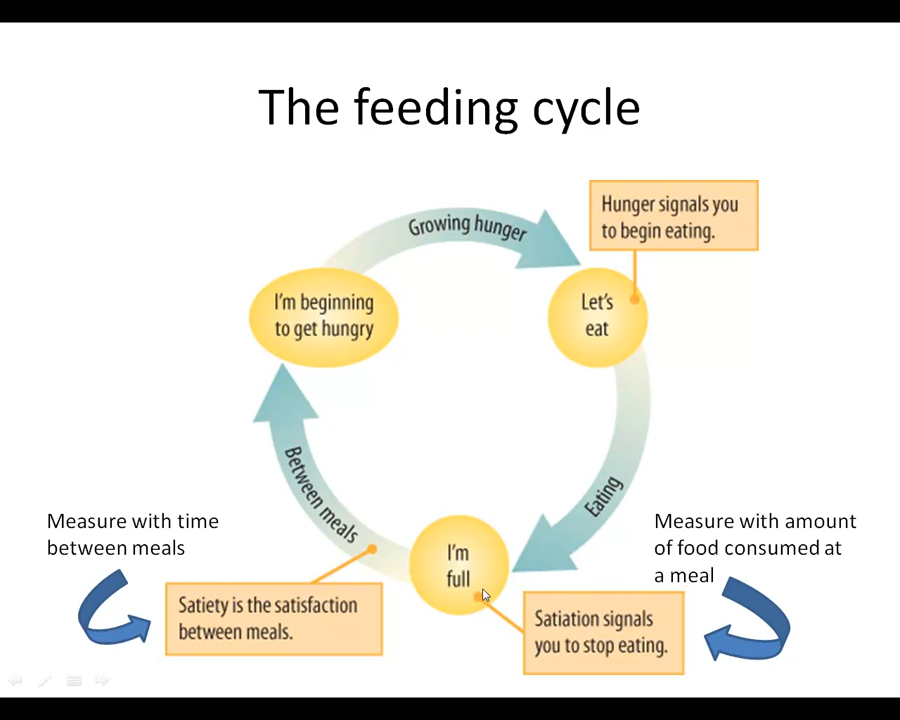 The feeding cycle
Growing hunger
Hunger signals you
to begin eating.
I'm beginning
to get hungry
Let's
eat
Between meals
Eating
Measure with time
between meals
I'm
full
Measure with amount
of food consumed at
a meal
Satiety is the satisfaction
between meals.
Satiation signals
you to stop eating.